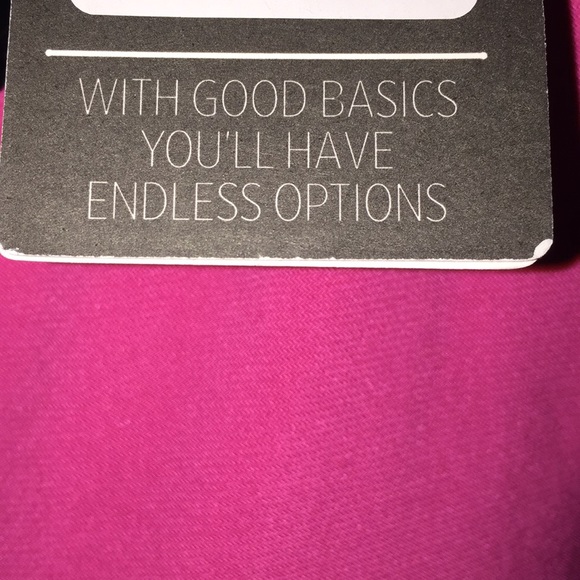 WITH GOOD BASICS
YOU'LL HAVE
ENDLESS OPTIONS